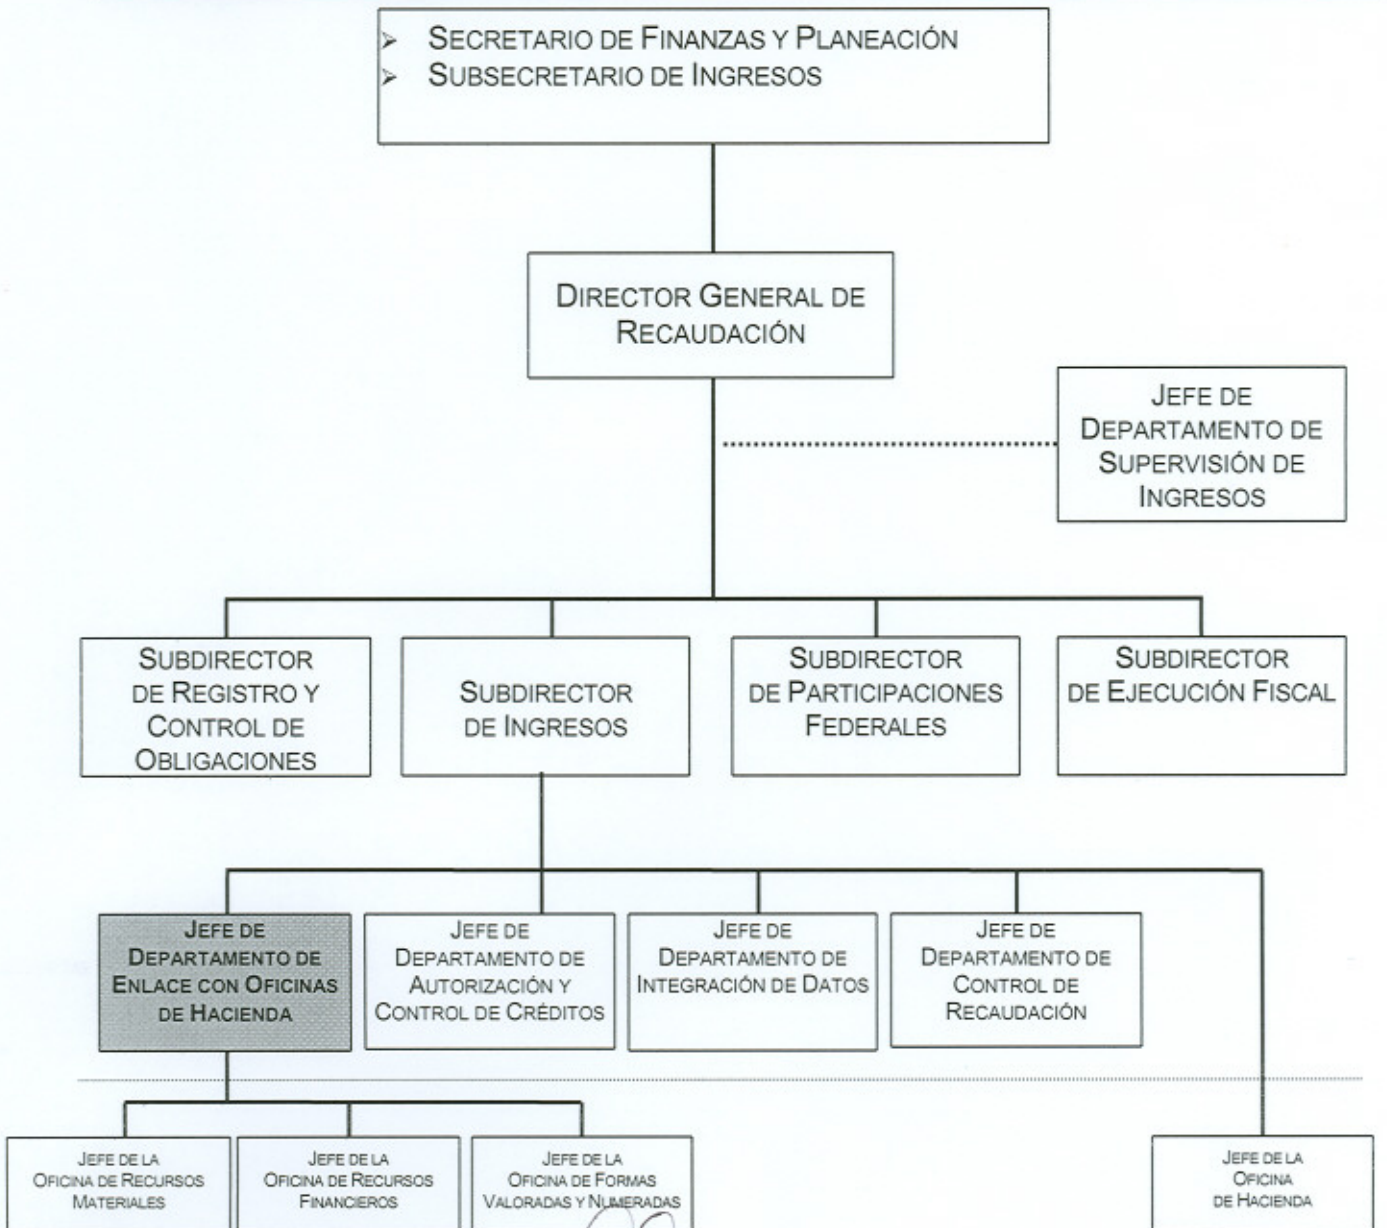 ➢ SECRETARIO DE FINANZAS Y PLANEACIÓN
➢ SUBSECRETARIO DE INGRESOS
DIRECTOR GENERAL DE
RECAUDACIÓN
JEFE DE
DEPARTAMENTO DE
SUPERVISIÓN DE
INGRESOS
SUBDIRECTOR
DE REGISTRO Y
CONTROL DE
OBLIGACIONES
SUBDIRECTOR
DE INGRESOS
SUBDIRECTOR
DE PARTICIPACIONES
FEDERALES
SUBDIRECTOR
DE EJECUCIÓN FISCAL
JEFE DE
DEPARTAMENTO DE
ENLACE CON OFICINAS
DE HACIENDA
JEFE DE
DEPARTAMENTO DE
AUTORIZACIÓN Y
CONTROL DE CRÉDITOS
JEFE DE
DEPARTAMENTO DE
INTEGRACIÓN DE DATOS
JEFE DE
DEPARTAMENTO DE
CONTROL DE
RECAUDACIÓN
JEFE DE LA
OFICINA DE RECURSOS
MATERIALES
JEFE DE LA
OFICINA DE RECURSOS
FINANCIEROS
JEFE DE LA
OFICINA DE FORMAS
VALORADAS Y NUMERADAS
JEFE DE LA
OFICINA
DE HACIENDA